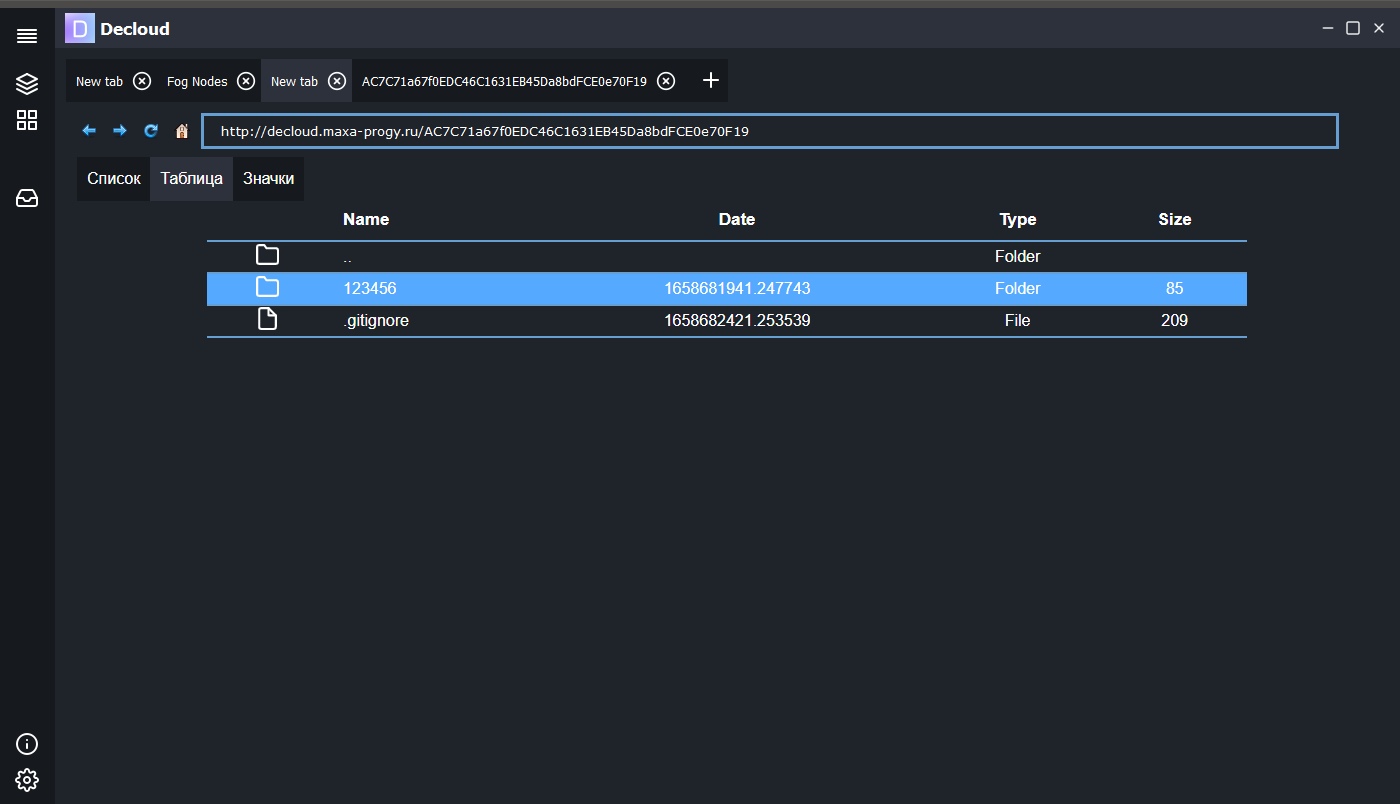 D Decloud
New tab Fog Nodes New tab AC7C71a67f0EDC46C1631EB45Da8bdFCE0e70F19
http://decloud.maxa-progy.ru/AC7C71a67f0EDC46C1631EB45Da8bdFCE0e70F19
Список Таблица Значки
Name Date Type Size
.. Folder
123456 1658681941.247743 Folder 85
.gitignore 1658682421.253539 File 209